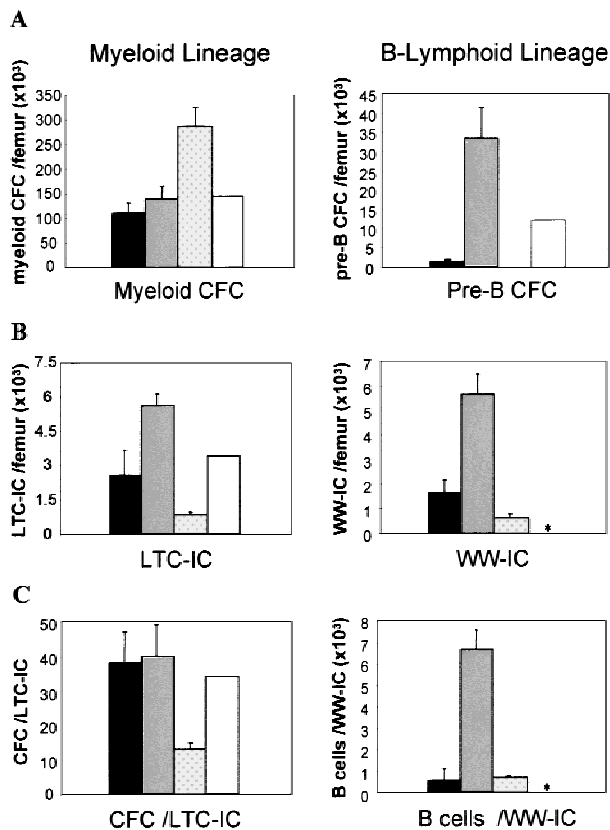 A
Myeloid Lineage
B-Lymphoid Lineage
myeloid CFC /femur (x10³)
350
300
250
200
150
100
50
0
Myeloid CFC
pre-B CFC /femur (x10³)
45
40
35
30
25
20
15
10
5
0
Pre-B CFC
B
LTC-IC /femur (x10³)
7.5
6
4.5
3
1.5
0
LTC-IC
WW-IC /femur (x10³)
7
6
5
4
3
2
1
0
*
WW-IC
C
CFC /LTC-IC
50
40
30
20
10
0
CFC /LTC-IC
B cells /WW-IC (x10³)
8
7
6
5
4
3
2
1
0
*
B cells /WW-IC